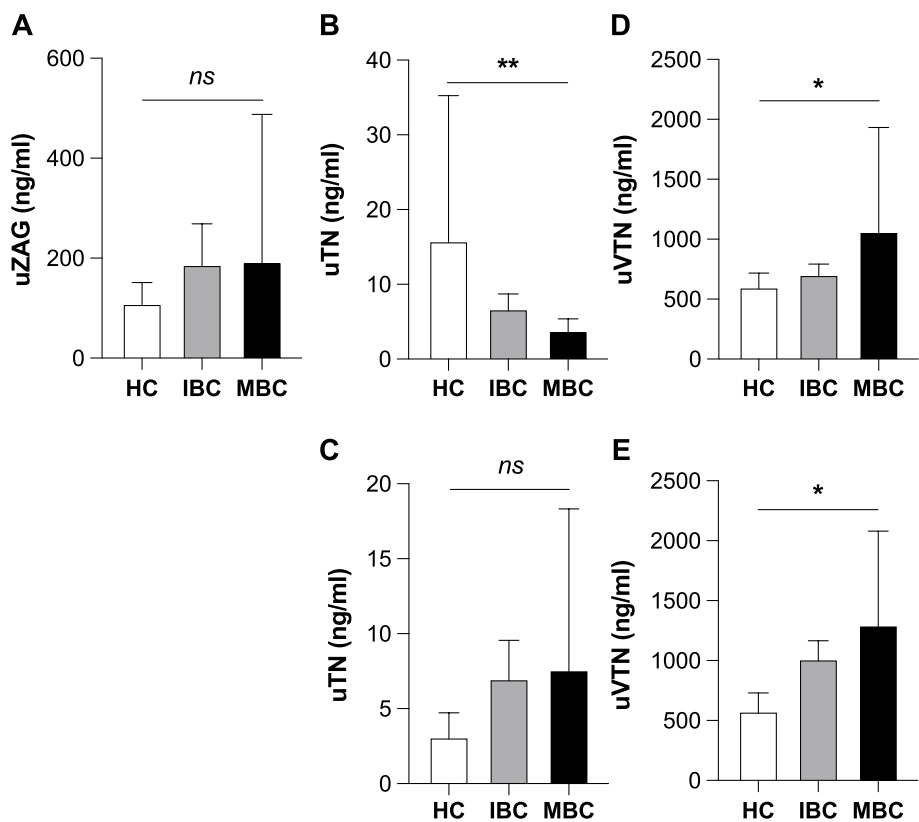 A
uZAG (ng/ml)
600
400
200
0
ns
HC IBC MBC
B
uTN (ng/ml)
40
30
20
10
0
**
HC IBC MBC
D
uVTN (ng/ml)
2500
2000
1500
1000
500
0
*
HC IBC MBC
C
uTN (ng/ml)
20
15
10
5
0
ns
HC IBC MBC
E
uVTN (ng/ml)
2500
2000
1500
1000
500
0
*
HC IBC MBC